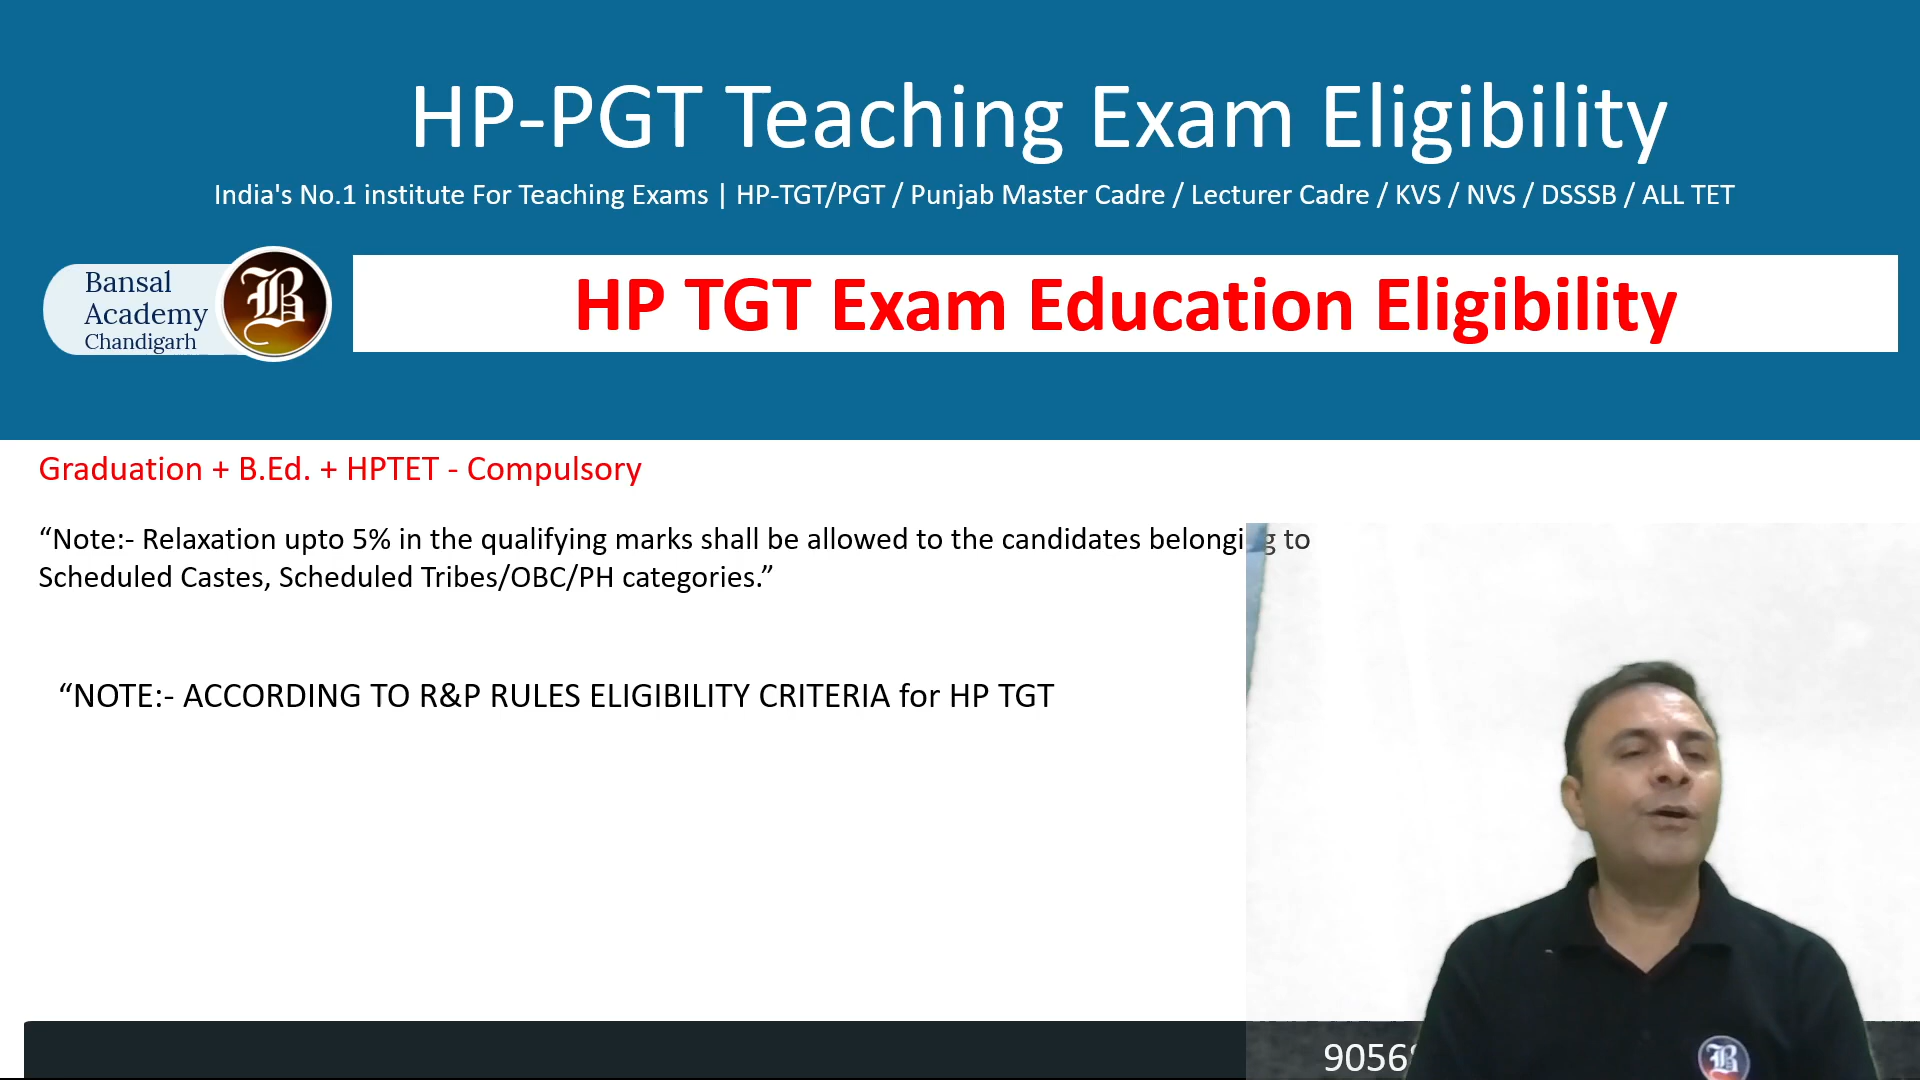 HP-PGT Teaching Exam Eligibility
India's No.1 institute For Teaching Exams | HP-TGT/PGT / Punjab Master Cadre / Lecturer Cadre / KVS / NVS / DSSSB / ALL TET
Bansal
Academy
Chandigarh
B
HP TGT Exam Education Eligibility
Graduation + B.Ed. + HPTET - Compulsory
“Note:- Relaxation upto 5% in the qualifying marks shall be allowed to the candidates belonging to
Scheduled Castes, Scheduled Tribes/OBC/PH categories.”
“NOTE:- ACCORDING TO R&P RULES ELIGIBILITY CRITERIA for HP TGT
9056
B